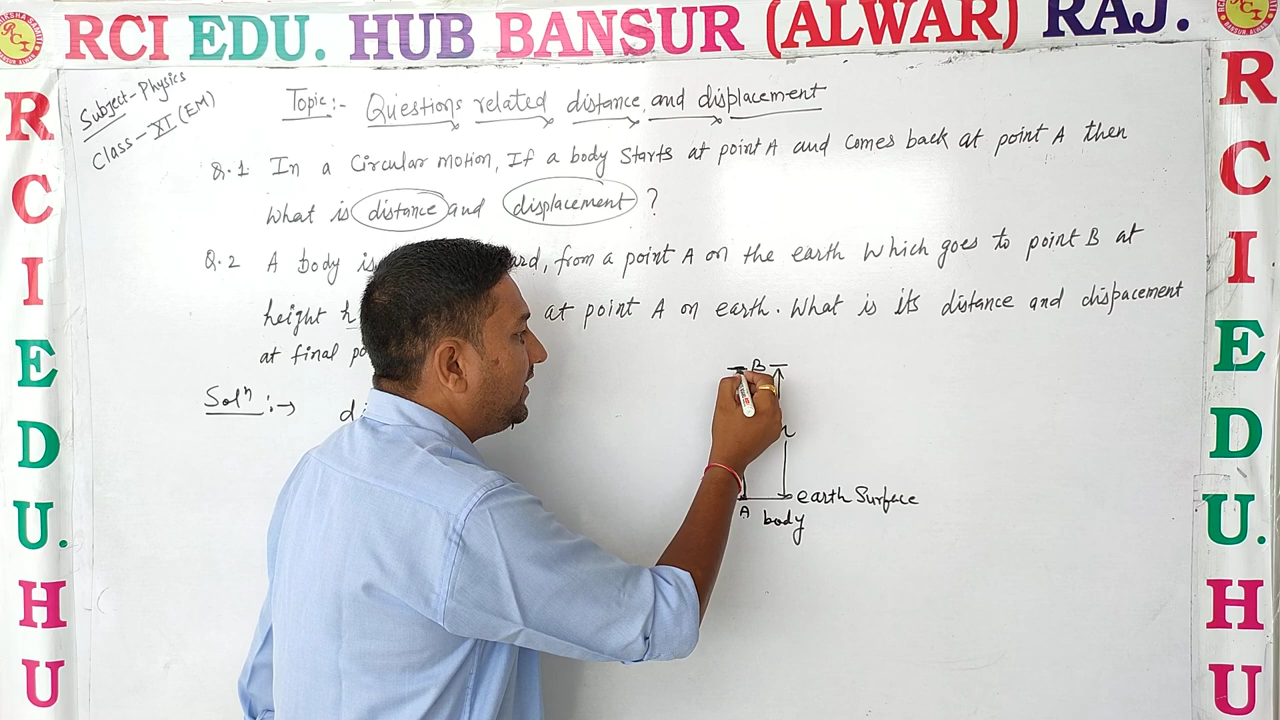 RCI EDU. HUB BANSUR (ALWAR) RAJ.
Subject-Physics
Class-XI (EM)
Topic:- Questions related distance and displacement
Q.1. In a Circular motion, If a body Starts at point A and Comes back at point A then
What is distance and displacement ?
Q.2 A body is ard, from a point A on the earth Which goes to point B at
height h at point A on earth. What is its distance and dispacement
at final po
Solⁿ :→ di
B
earth Surface
A body
R
C
I
E
D
U.
H
U
R
C
I
E
D
U.
H
U